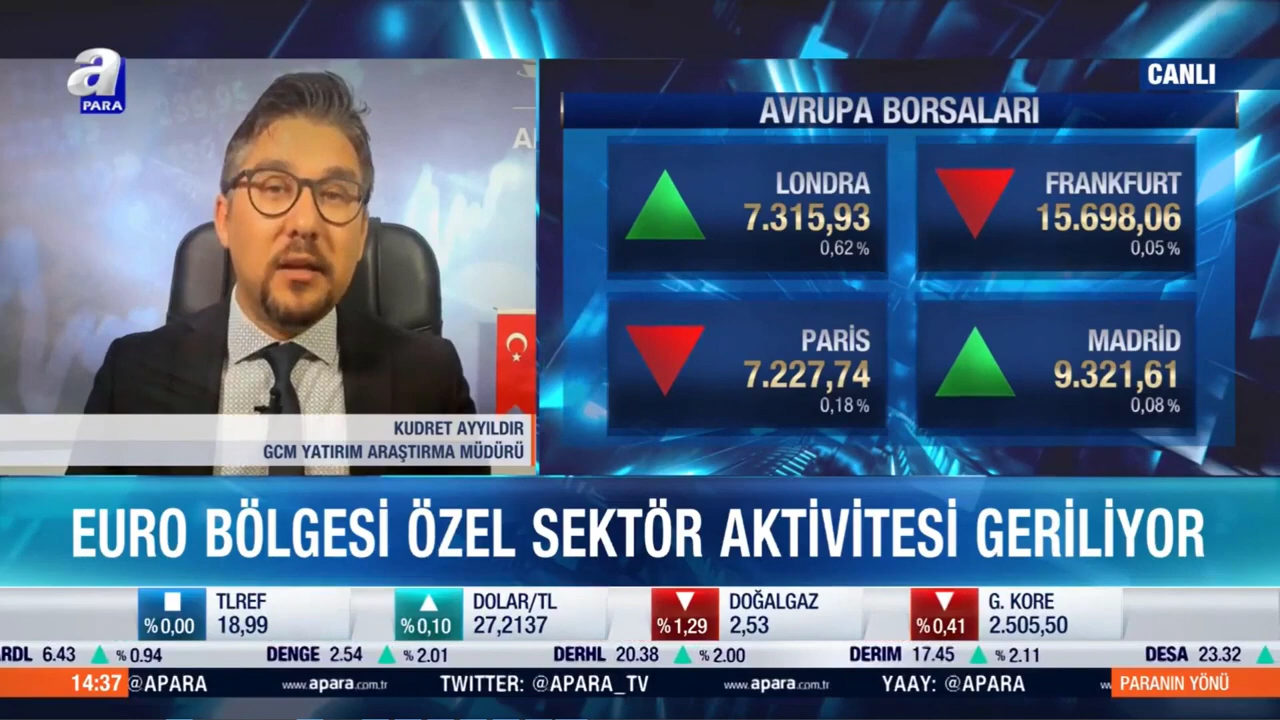 a
PARA
CANLI
AVRUPA BORSALARI
LONDRA
7.315,93
0,62 %
FRANKFURT
15.698,06
0,05 %
PARİS
7.227,74
0,18 %
MADRİD
9.321,61
0,08 %
KUDRET AYYILDIR
GCM YATIRIM ARAŞTIRMA MÜDÜRÜ
EURO BÖLGESİ ÖZEL SEKTÖR AKTİVİTESİ GERİLİYOR
% 0,00 TLREF 18,99
% 0,10 DOLAR/TL 27,2137
% 1,29 DOĞALGAZ 2,53
% 0,41 G. KORE 2.505,50
RDL 6.43 % 0.94 DENGE 2.54 % 2.01 DERHL 20.38 % 2.00 DERIM 17.45 % 2.11 DESA 23.32
14:37 @APARA www.apara.com.tr TWITTER: @APARA_TV www.apara.com.tr YAAY: @APARA PARANIN YÖNÜ